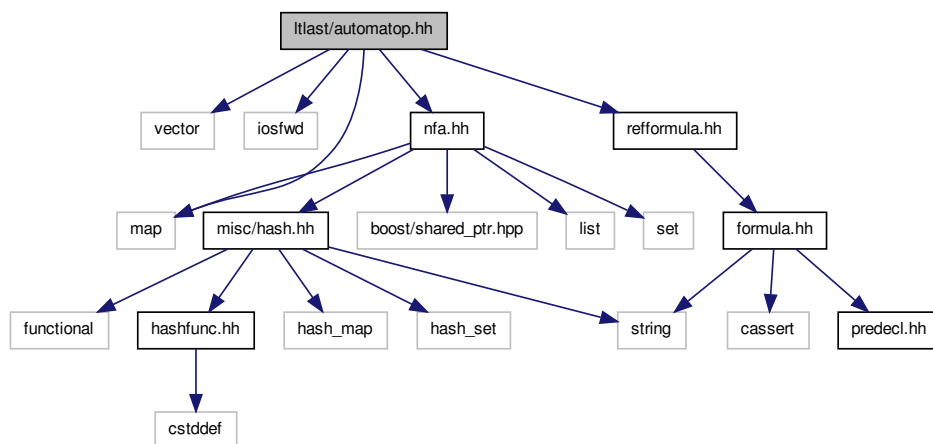 ltlast/automatop.hh
vector
iosfwd
nfa.hh
refformula.hh
map
misc/hash.hh
boost/shared_ptr.hpp
list
set
formula.hh
functional
hashfunc.hh
hash_map
hash_set
string
cassert
predecl.hh
cstddef